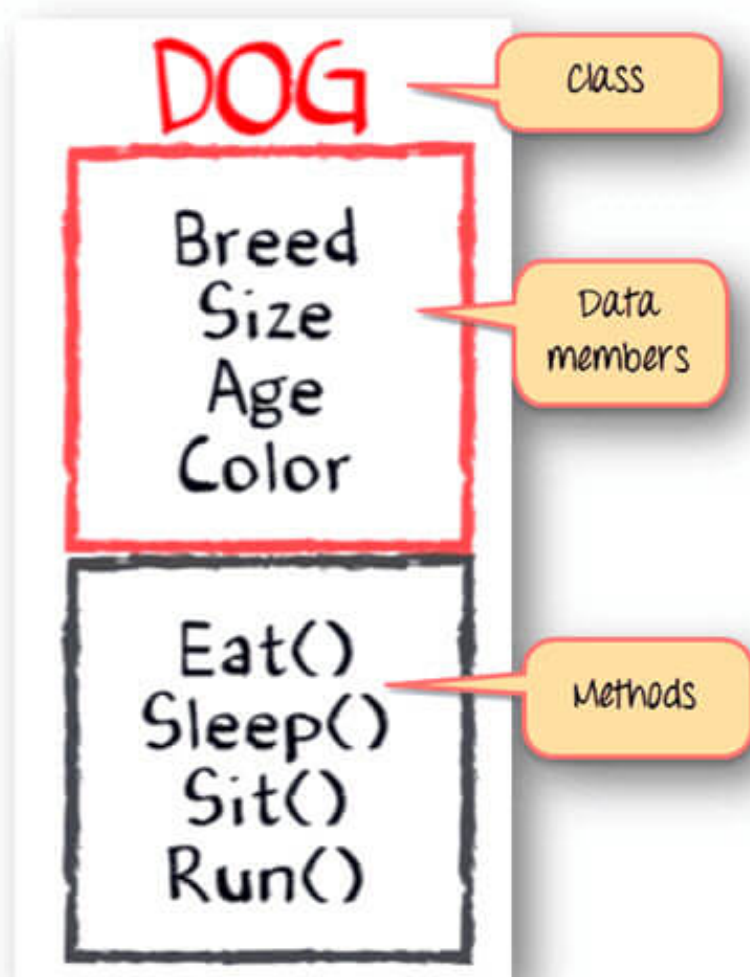 DOG
Class
Breed
Size
Age
Color
Data
members
Eat()
Sleep()
Sit()
Run()
Methods